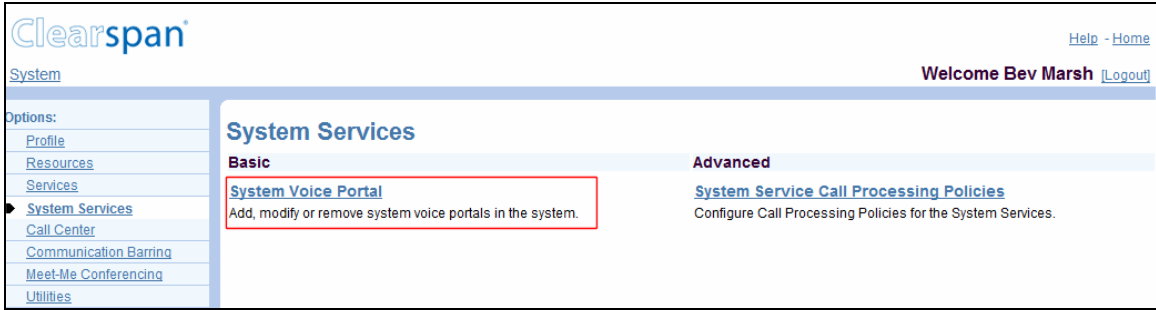 Clearspan®
Help - Home
System
Welcome Bev Marsh [Logout]
Options:
Profile
Resources
Services
System Services
Call Center
Communication Barring
Meet-Me Conferencing
Utilities
System Services
Basic
System Voice Portal
Add, modify or remove system voice portals in the system.
Advanced
System Service Call Processing Policies
Configure Call Processing Policies for the System Services.